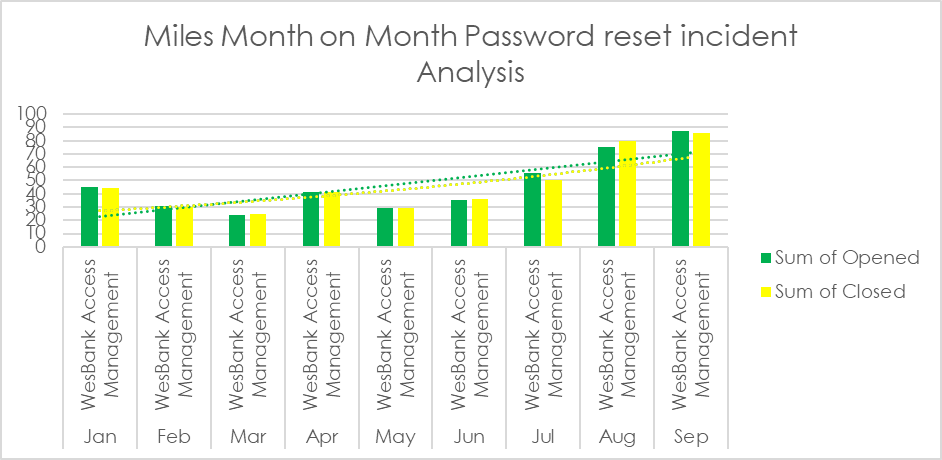 Miles Month on Month Password reset incident
Analysis
100
90
80
70
60
50
40
30
20
10
0
WesBank Access
Management
WesBank Access
Management
WesBank Access
Management
WesBank Access
Management
WesBank Access
Management
WesBank Access
Management
WesBank Access
Management
WesBank Access
Management
WesBank Access
Management
Jan Feb Mar Apr May Jun Jul Aug Sep
Sum of Opened
Sum of Closed